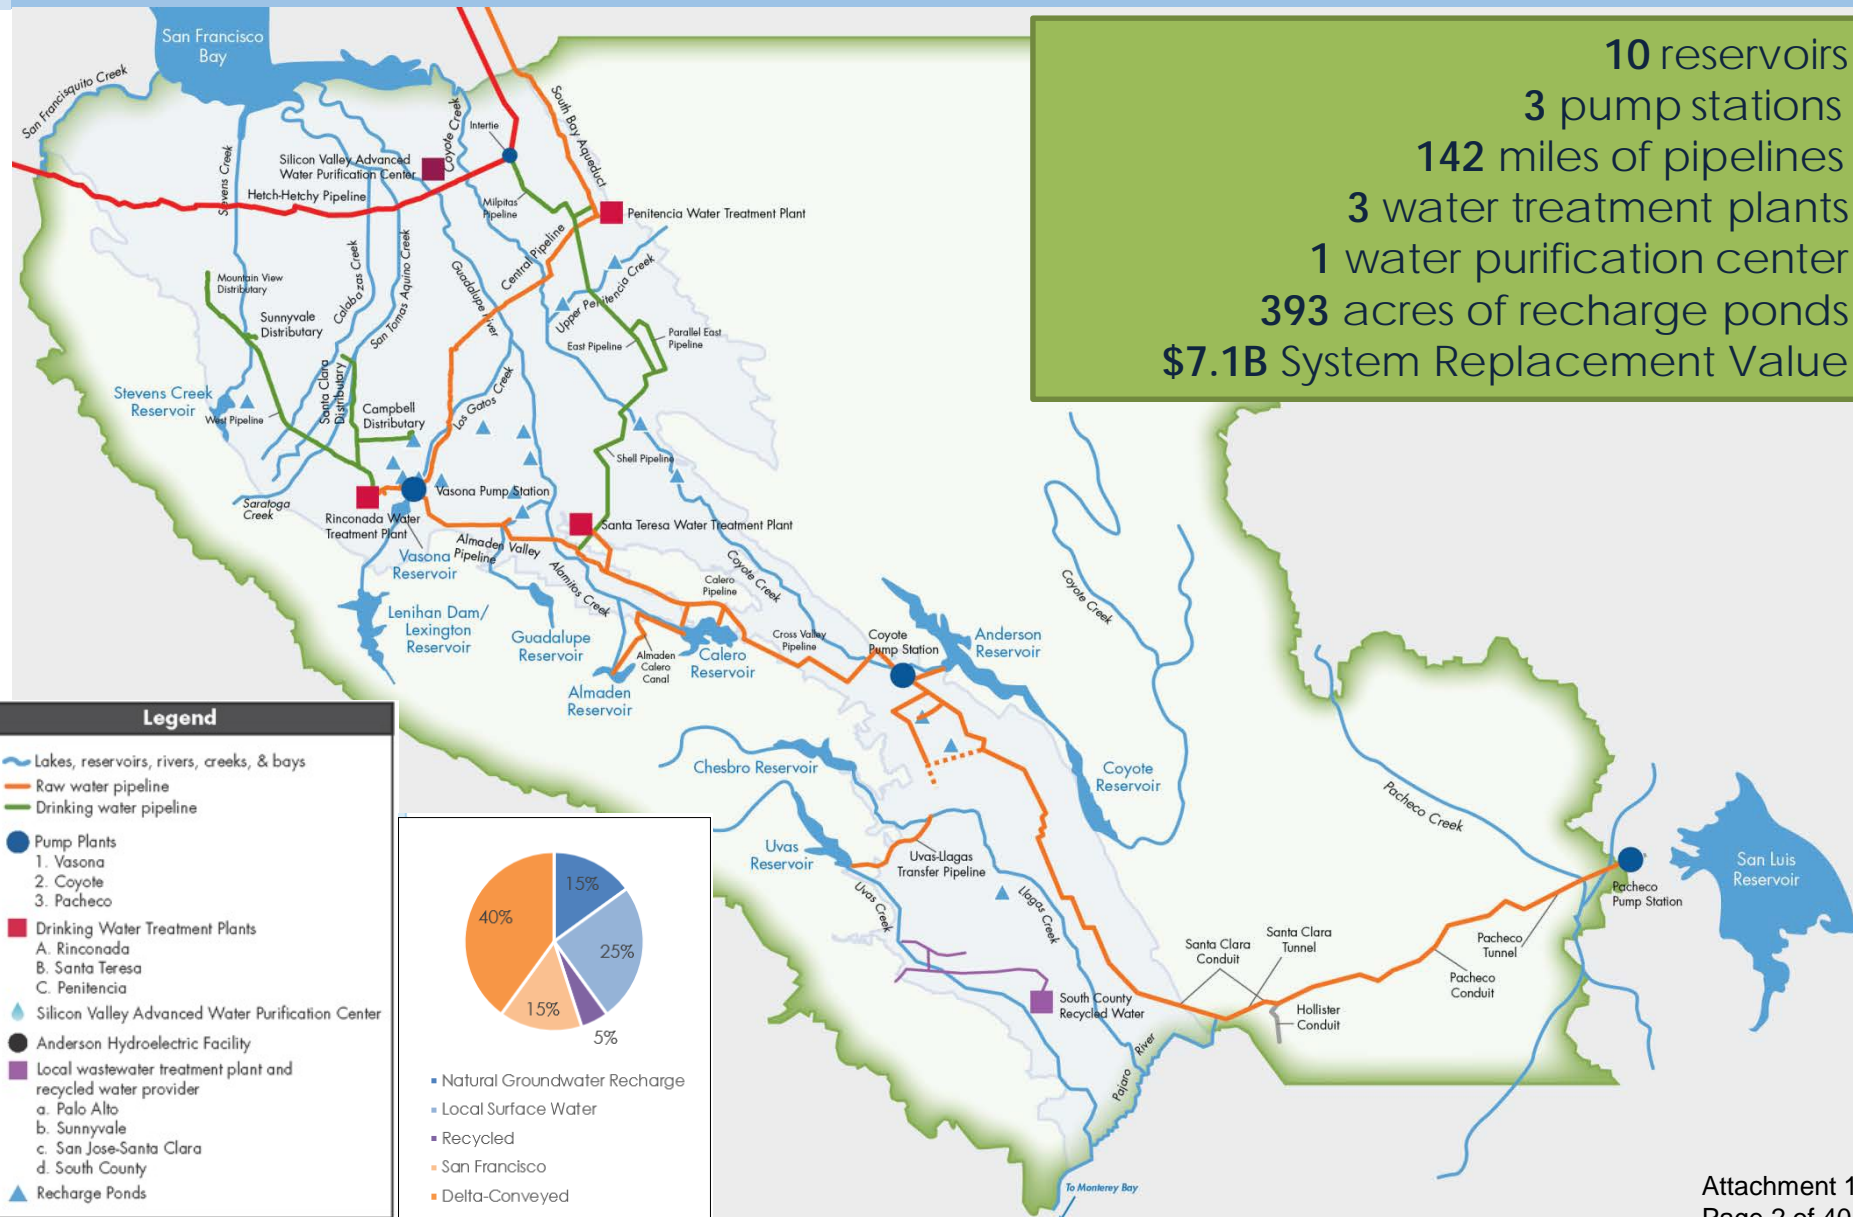 10 reservoirs
3 pump stations
142 miles of pipelines
3 water treatment plants
1 water purification center
393 acres of recharge ponds
$7.1B System Replacement Value
San Francisco
Bay
San Francisquito Creek
Stevens Creek
Silicon Valley Advanced
Water Purification Center
Coyote Creek
Intertie
South Bay Aqueduct
Hetch-Hetchy Pipeline
Milpitas
Pipeline
Penitencia Water Treatment Plant
Central Pipeline
Mountain View
Distributary
Sunnyvale
Distributary
Calabazas Creek
San Tomas Aquino Creek
Guadalupe River
Upper Penitencia Creek
East Pipeline
Parallel East
Pipeline
Stevens Creek
Reservoir
West Pipeline
Santa Clara
Distributary
Campbell
Distributary
Los Gatos Creek
Shell Pipeline
Saratoga
Creek
Rinconada Water
Treatment Plant
Vasona Pump Station
Santa Teresa Water Treatment Plant
Vasona
Reservoir
Almaden Valley
Pipeline
Alamitos Creek
Calero
Pipeline
Coyote Creek
Coyote Creek
Lenihan Dam/
Lexington
Reservoir
Guadalupe
Reservoir
Almaden
Calero
Canal
Calero
Reservoir
Cross Valley
Pipeline
Coyote
Pump Station
Anderson
Reservoir
Almaden
Reservoir
Chesbro Reservoir
Coyote
Reservoir
Uvas
Reservoir
Uvas-Llagas
Transfer Pipeline
Uvas Creek
Llagas Creek
Pacheco Creek
San Luis
Reservoir
Pacheco
Pump Station
Santa Clara
Conduit
Santa Clara
Tunnel
Pacheco
Tunnel
Pacheco
Conduit
Hollister
Conduit
South County
Recycled Water
Pajaro River
To Monterey Bay
Legend
Lakes, reservoirs, rivers, creeks, & bays
Raw water pipeline
Drinking water pipeline
Pump Plants
1. Vasona
2. Coyote
3. Pacheco
Drinking Water Treatment Plants
A. Rinconada
B. Santa Teresa
C. Penitencia
Silicon Valley Advanced Water Purification Center
Anderson Hydroelectric Facility
Local wastewater treatment plant and
recycled water provider
a. Palo Alto
b. Sunnyvale
c. San Jose-Santa Clara
d. South County
Recharge Ponds
15%
25%
5%
15%
40%
Natural Groundwater Recharge
Local Surface Water
Recycled
San Francisco
Delta-Conveyed
Attachment 1
Page 2 of 40